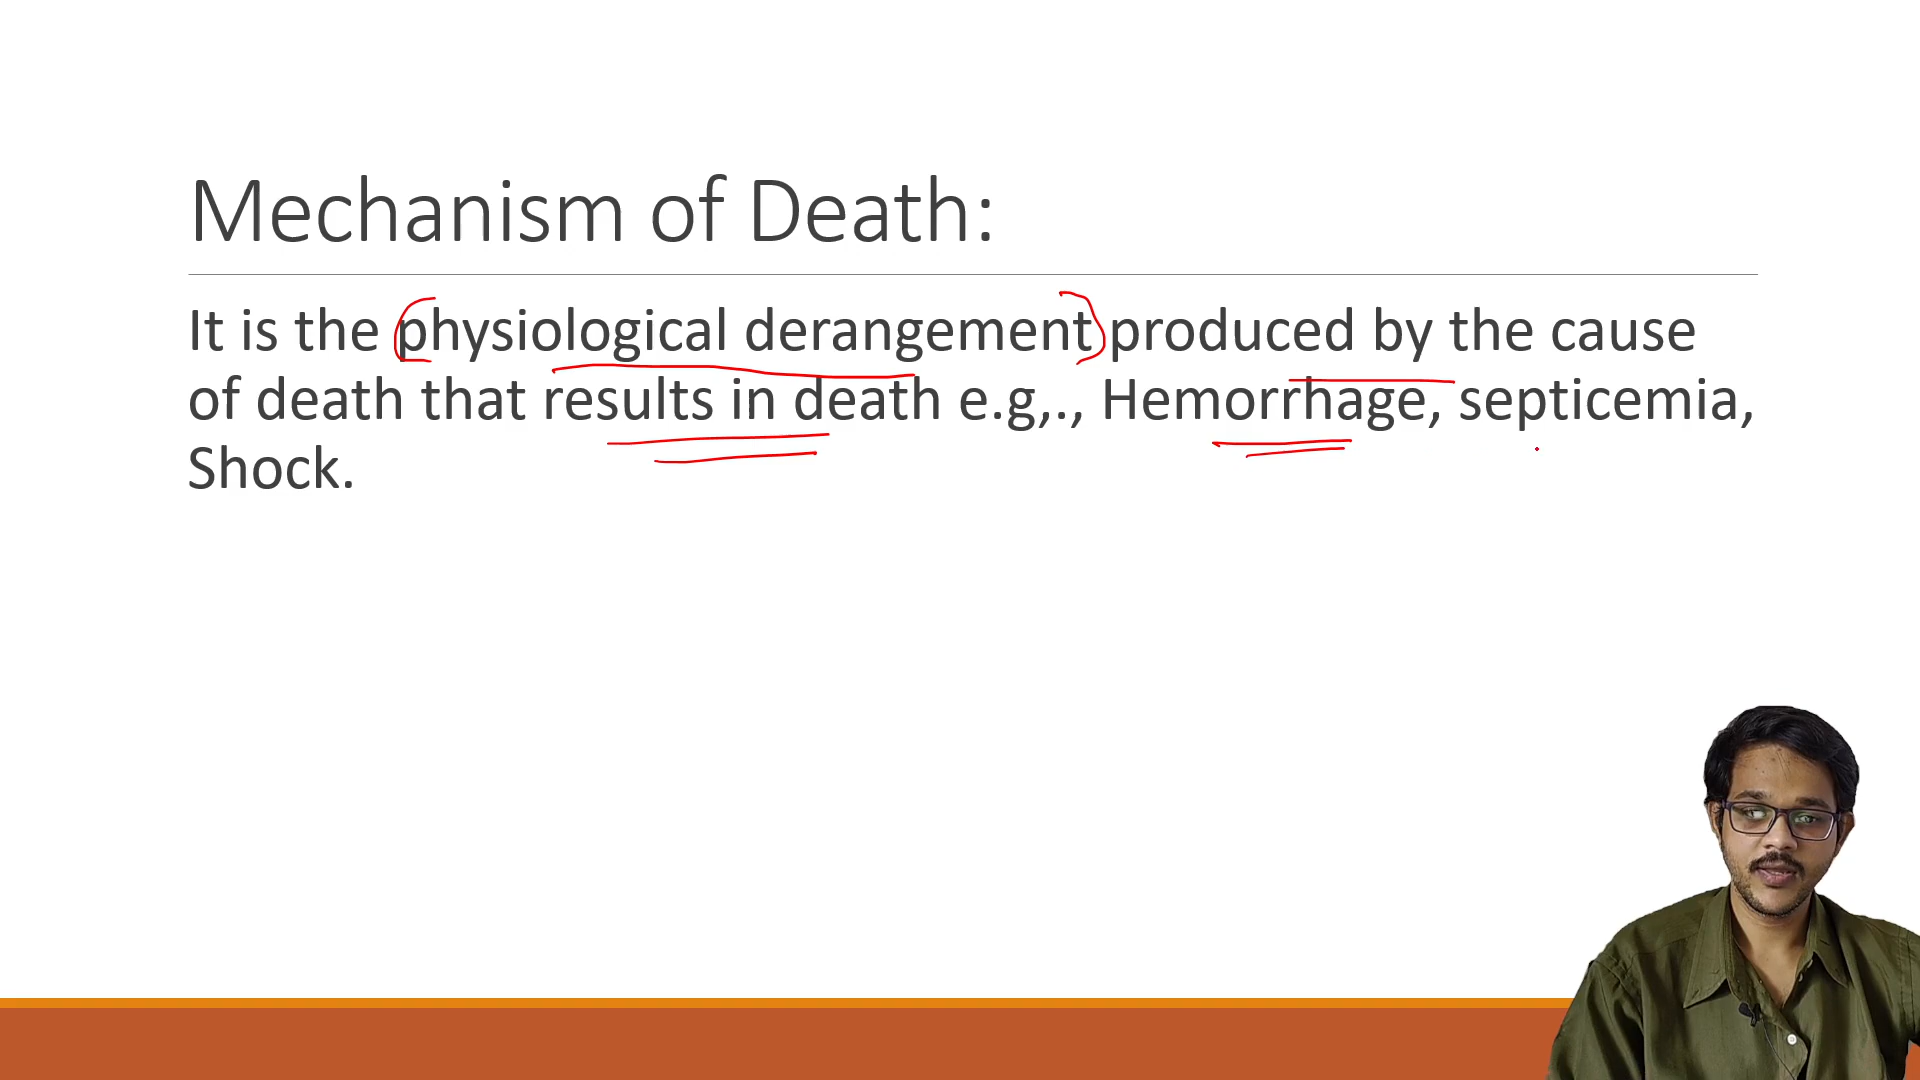 Mechanism of Death:
It is the physiological derangement produced by the cause
of death that results in death e.g,., Hemorrhage, septicemia,
Shock.